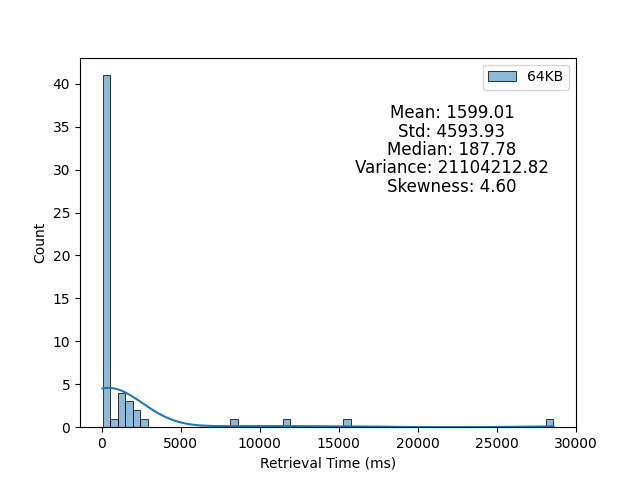 64KB
Mean: 1599.01
Std: 4593.93
Median: 187.78
Variance: 21104212.82
Skewness: 4.60
40
35
30
25
20
15
10
5
0
Count
0 5000 10000 15000 20000 25000 30000
Retrieval Time (ms)